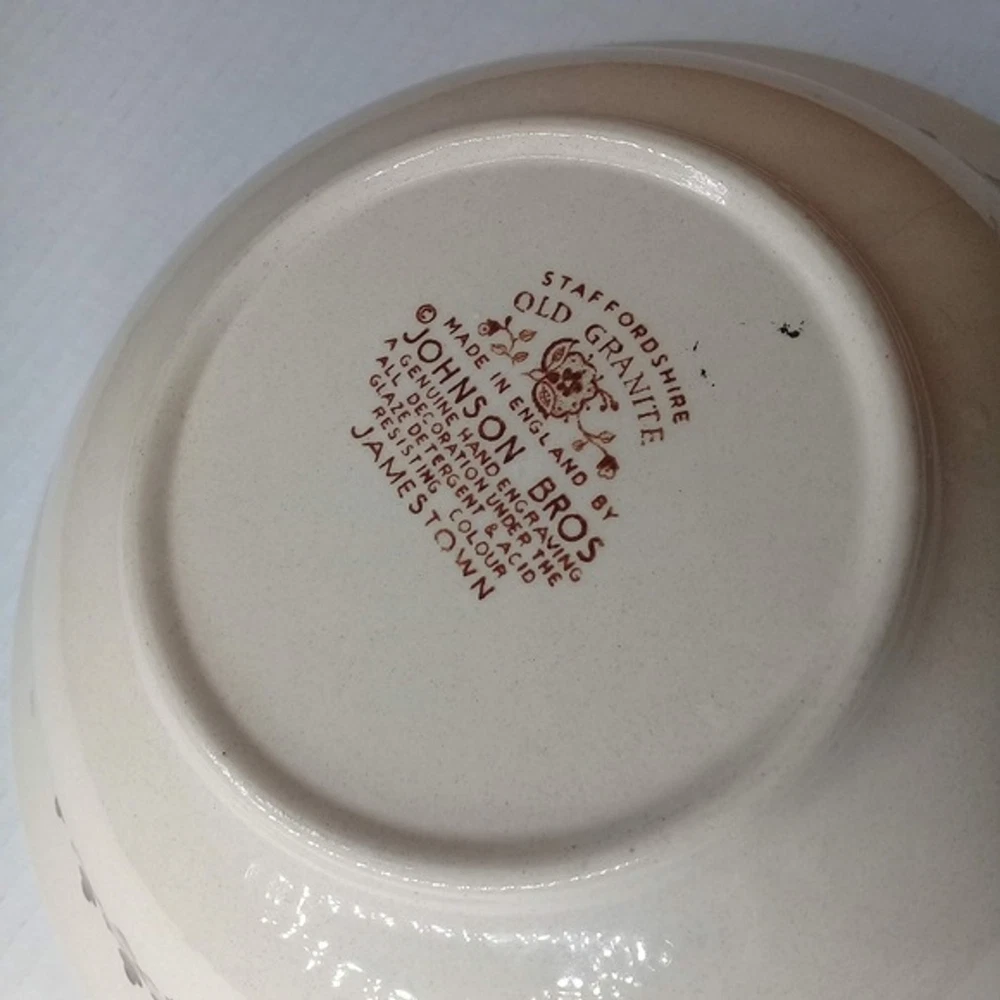 STAFFORDSHIRE
OLD GRANITE
© MADE IN ENGLAND BY
JOHNSON BROS
A GENUINE HAND ENGRAVING
ALL DECORATION UNDER THE
GLAZE DETERGENT & ACID
RESISTING COLOUR
JAMESTOWN